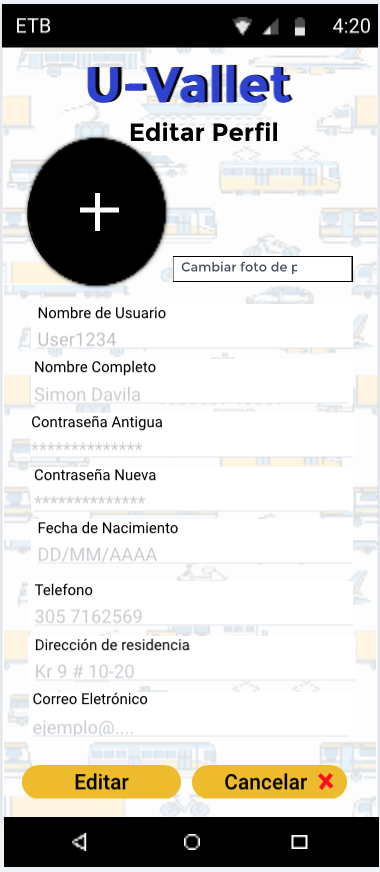 ETB 4:20
U-Vallet
Editar Perfil
Cambiar foto de p
Nombre de Usuario
User1234
Nombre Completo
Simon Davila
Contraseña Antigua
**************
Contraseña Nueva
**************
Fecha de Nacimiento
DD/MM/AAAA
Telefono
305 7162569
Dirección de residencia
Kr 9 # 10-20
Correo Eletrónico
ejemplo@....
Editar Cancelar